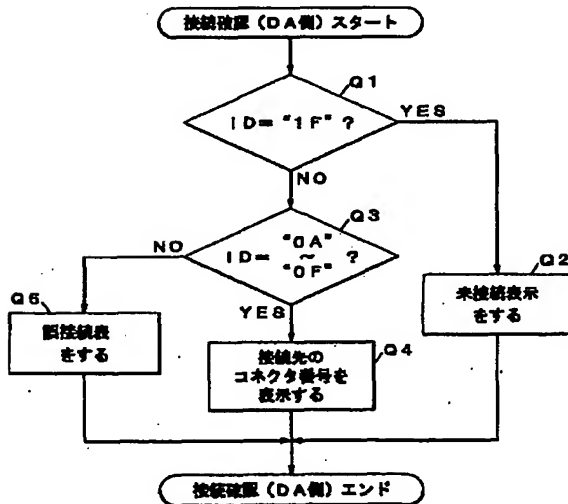 接続確認（DA側）スタート
Q1
ID="1F"?
YES
NO
Q3
NO
"0A"
ID= ～ ?
"0F"
Q2
未接続表示
をする
YES
Q5
誤接続表
をする
Q4
接続先の
コネクタ番号を
表示する
接続確認（DA側）エンド